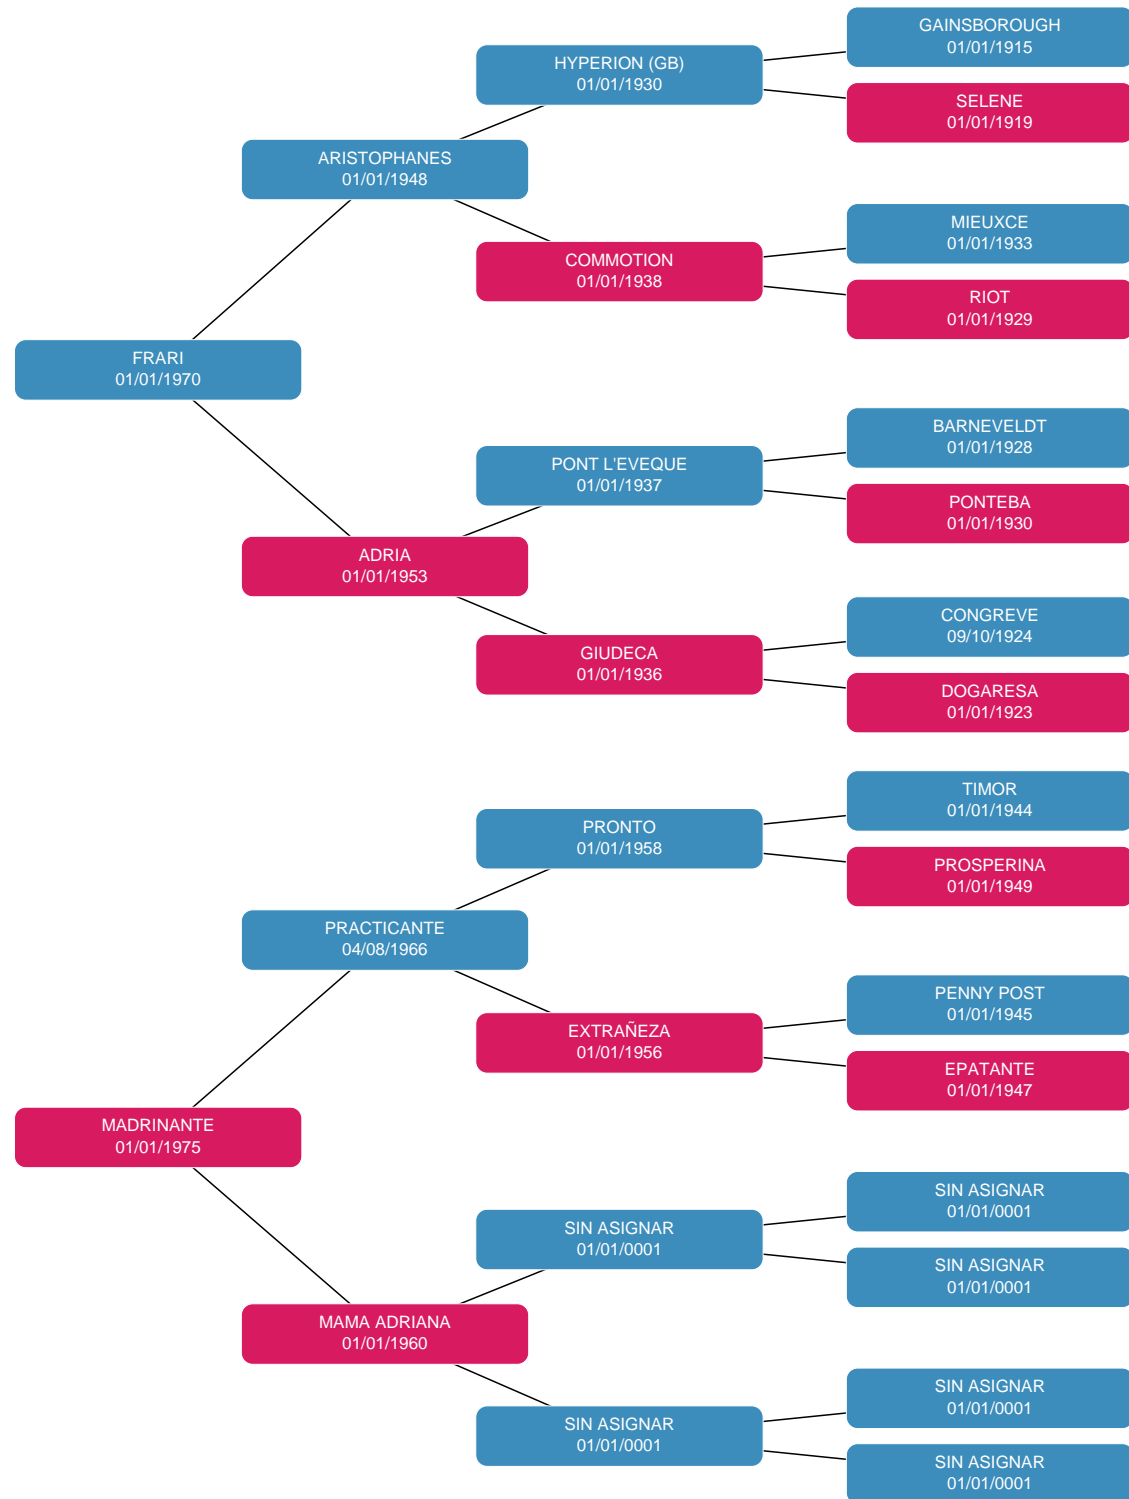 GAINSBOROUGH
01/01/1915
HYPERION (GB)
01/01/1930
SELENE
01/01/1919
ARISTOPHANES
01/01/1948
MIEUXCE
01/01/1933
COMMOTION
01/01/1938
RIOT
01/01/1929
FRARI
01/01/1970
BARNEVELDT
01/01/1928
PONT L'EVEQUE
01/01/1937
PONTEBA
01/01/1930
ADRIA
01/01/1953
CONGREVE
09/10/1924
GIUDECA
01/01/1936
DOGARESA
01/01/1923
TIMOR
01/01/1944
PRONTO
01/01/1958
PROSPERINA
01/01/1949
PRACTICANTE
04/08/1966
PENNY POST
01/01/1945
EXTRAÑEZA
01/01/1956
EPATANTE
01/01/1947
MADRINANTE
01/01/1975
SIN ASIGNAR
01/01/0001
SIN ASIGNAR
01/01/0001
SIN ASIGNAR
01/01/0001
MAMA ADRIANA
01/01/1960
SIN ASIGNAR
01/01/0001
SIN ASIGNAR
01/01/0001
SIN ASIGNAR
01/01/0001